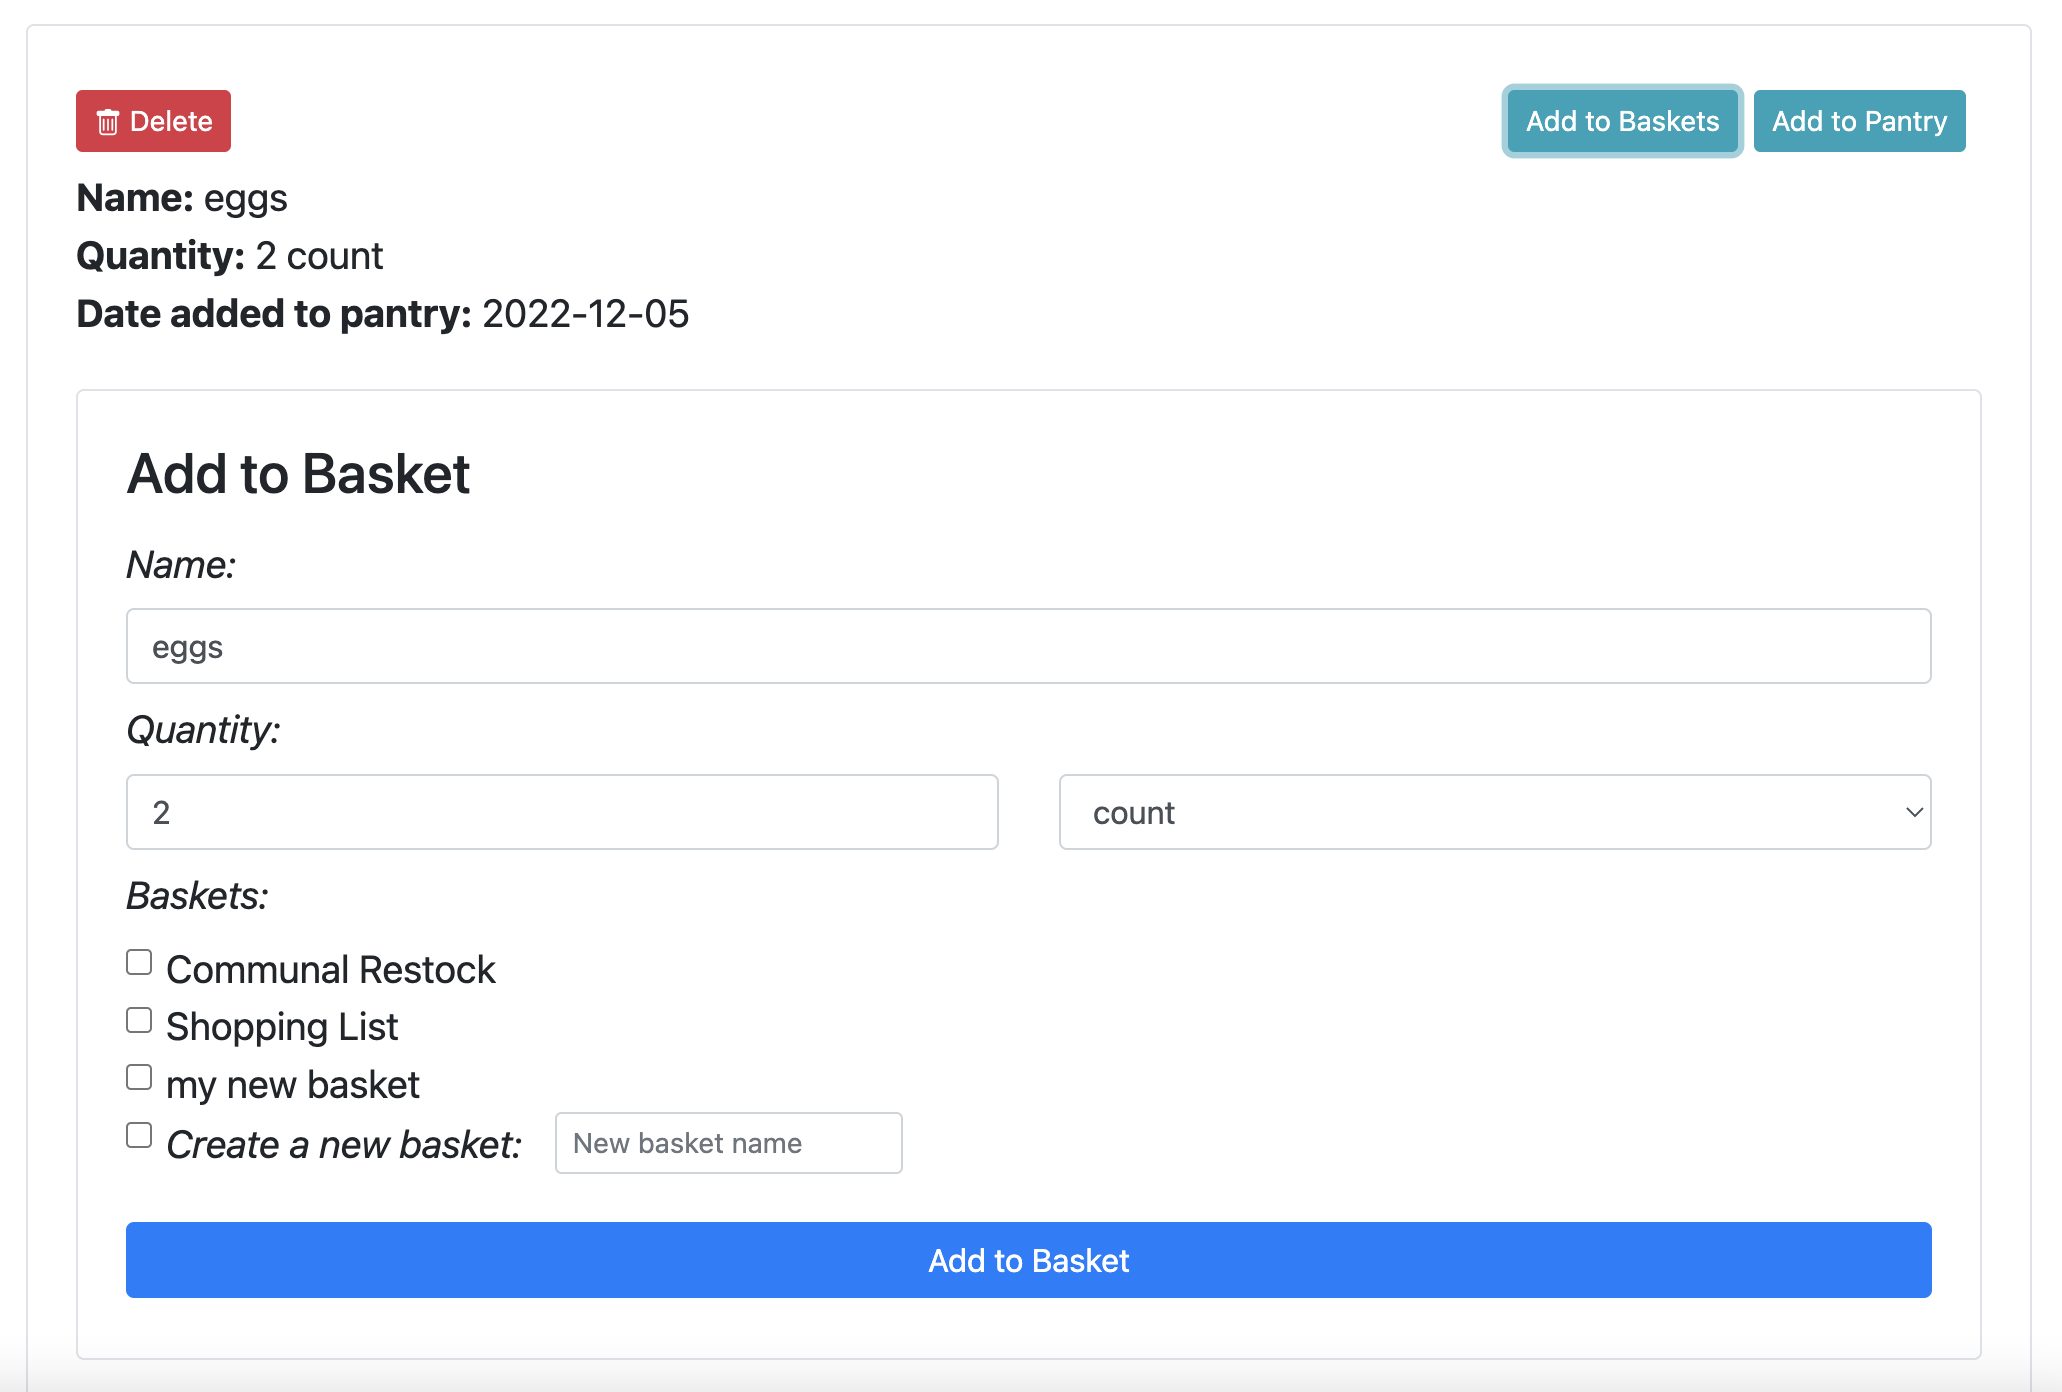 Delete
Add to Baskets
Add to Pantry
Name: eggs
Quantity: 2 count
Date added to pantry: 2022-12-05
Add to Basket
Name:
eggs
Quantity:
2
count
Baskets:
Communal Restock
Shopping List
my new basket
Create a new basket:
New basket name
Add to Basket